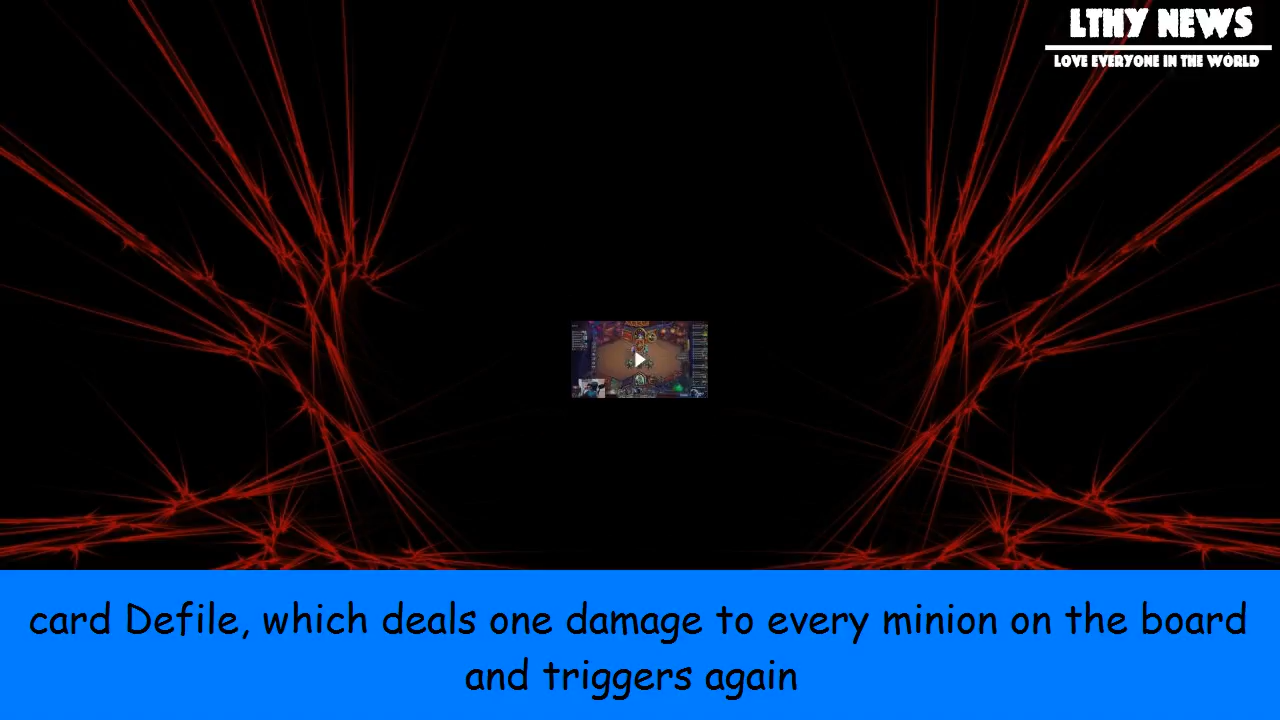 LTHY NEWS
LOVE EVERYONE IN THE WORLD
card Defile, which deals one damage to every minion on the board
and triggers again